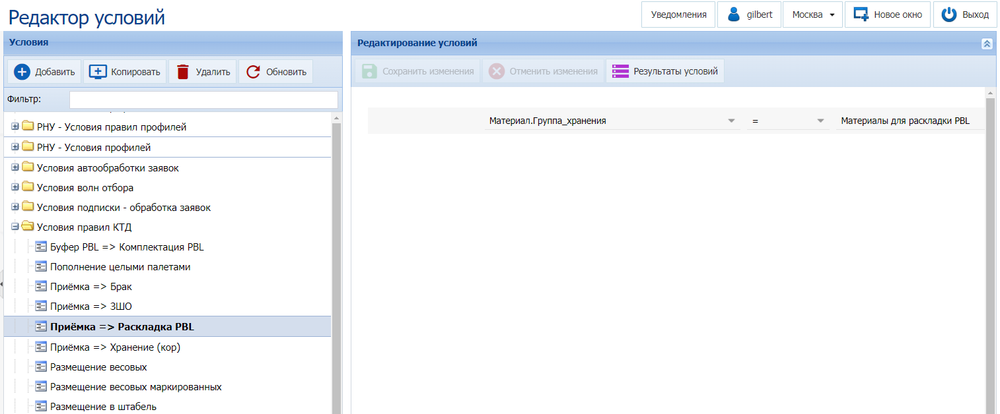 Редактор условий
Уведомления
gilbert
Москва
Новое окно
Выход
Условия
Добавить
Копировать
Удалить
Обновить
Фильтр:
РНУ - Условия правил профилей
РНУ - Условия профилей
Условия автообработки заявок
Условия волн отбора
Условия подписки - обработка заявок
Условия правил КТД
Буфер PBL => Комплектация PBL
Пополнение целыми палетами
Приёмка => Брак
Приёмка => ЗШО
Приёмка => Раскладка PBL
Приёмка => Хранение (кор)
Размещение весовых
Размещение весовых маркированных
Размещение в штабель
Редактирование условий
Сохранить изменения
Отменить изменения
Результаты условий
Материал.Группа_хранения
=
Материалы для раскладки PBL